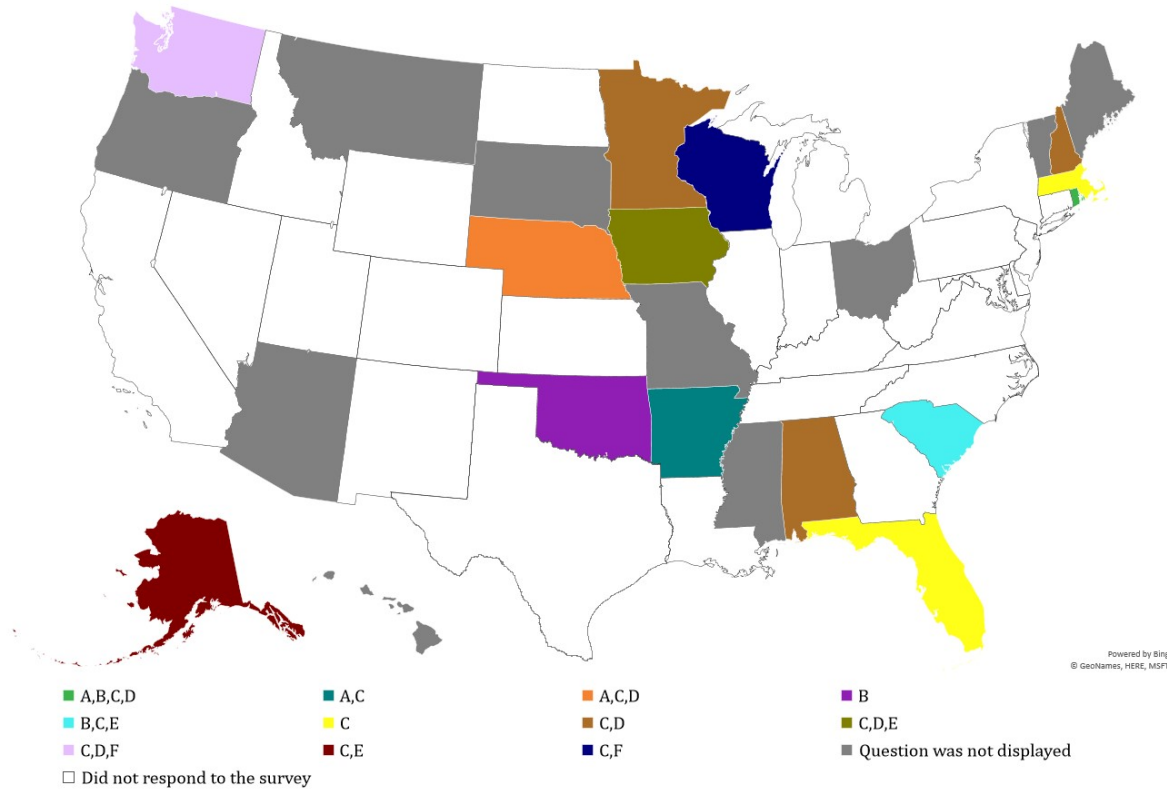 Powered by Bing
© GeoNames, HERE, MSFT
A,B,C,D
A,C
A,C,D
B
B,C,E
C
C,D
C,D,E
C,D,F
C,E
C,F
Question was not displayed
Did not respond to the survey